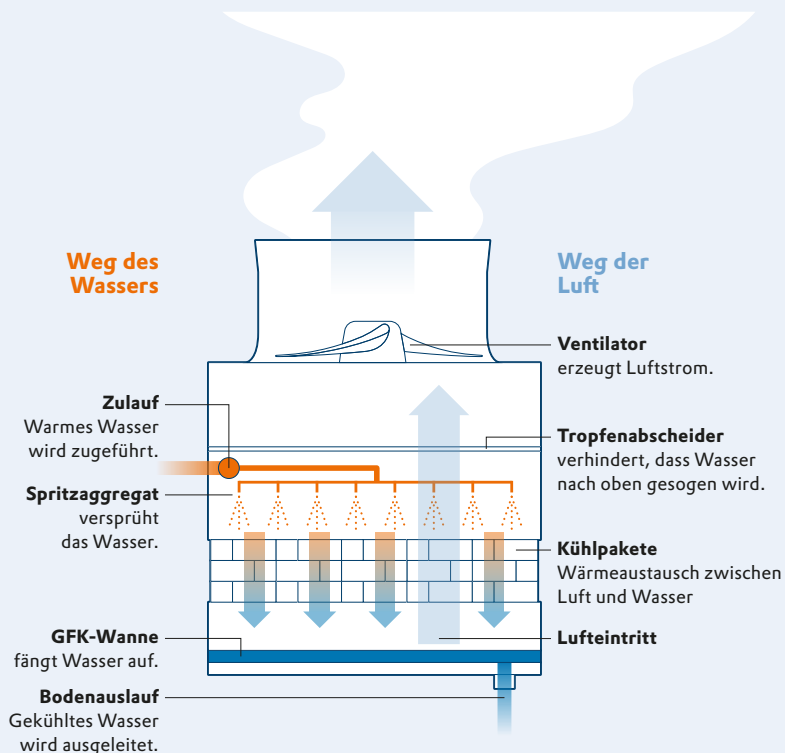 Weg des
Wassers
Zulauf
Warmes Wasser
wird zugeführt.
Spritzaggregat
versprüht
das Wasser.
GFK-Wanne
fängt Wasser auf.
Bodenauslauf
Gekühltes Wasser
wird ausgeleitet.
Weg der
Luft
Ventilator
erzeugt Luftstrom.
Tropfenabscheider
verhindert, dass Wasser
nach oben gesogen wird.
Kühlpakete
Wärmeaustausch zwischen
Luft und Wasser
Lufteintritt